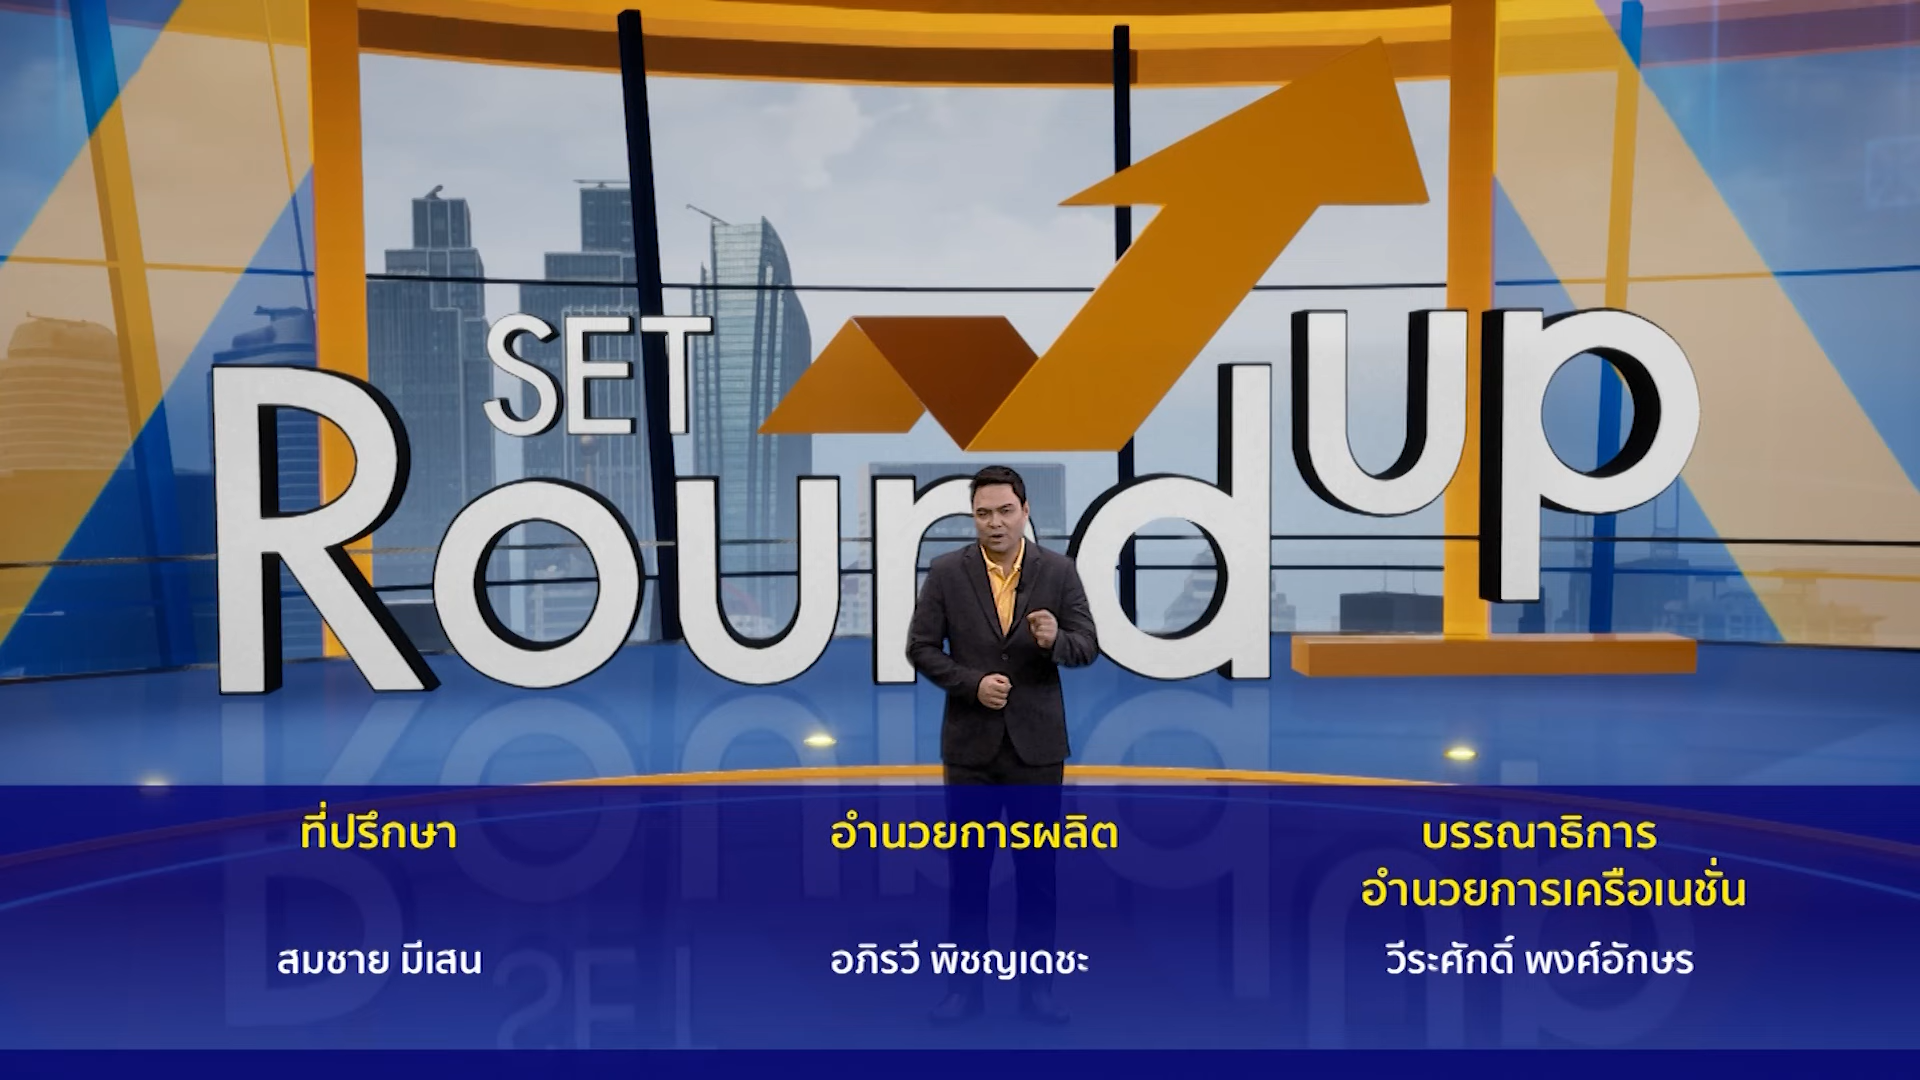 SET
Roundup
ที่ปรึกษา
สมชาย มีเสน
อำนวยการผลิต
อภิรวี พิชญเดชะ
บรรณาธิการ
อำนวยการเครือเนชั่น
วีระศักดิ์ พงศ์อักษร